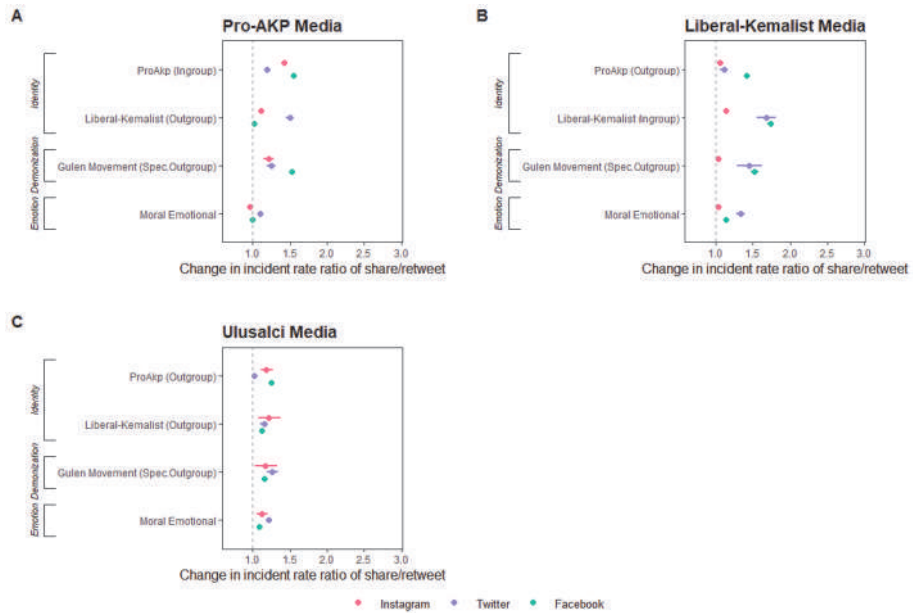 A
Pro-AKP Media
Identity
ProAkp (Ingroup)
Liberal-Kemalist (Outgroup)
Demonization
Gulen Movement (Spec.Outgroup)
Emotion
Moral Emotional
1.0 1.5 2.0 2.5 3.0
Change in incident rate ratio of share/retweet
B
Liberal-Kemalist Media
Identity
ProAkp (Outgroup)
Liberal-Kemalist Ingroup)
Demonization
Gulen Movement (Spec.Outgroup)
Emotion
Moral Emotional
1.0 1.5 2.0 2.5 3.0
Change in incident rate ratio of share/retweet
C
Ulusalci Media
Identity
ProAkp (Outgroup)
Liberal-Kemalist (Outgroup)
Demonization
Gulen Movement (Spec.Outgroup)
Emotion
Moral Emotional
1.0 1.5 2.0 2.5 3.0
Change in incident rate ratio of share/retweet
Instagram Twitter Facebook